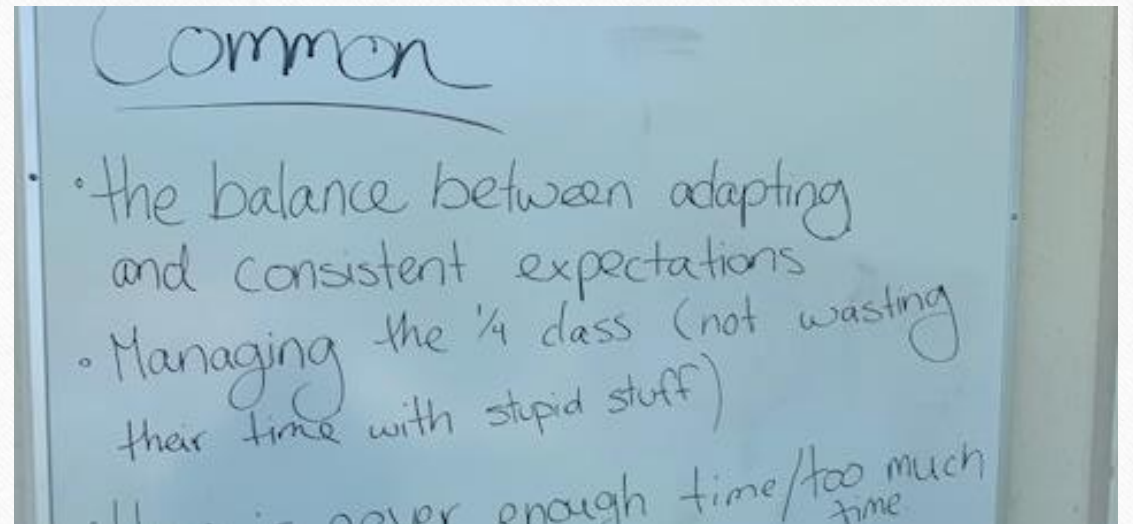 Common
• the balance between adapting
and consistent expectations
• Managing the 1/4 class (not wasting
their time with stupid stuff)
never enough time/too much
time